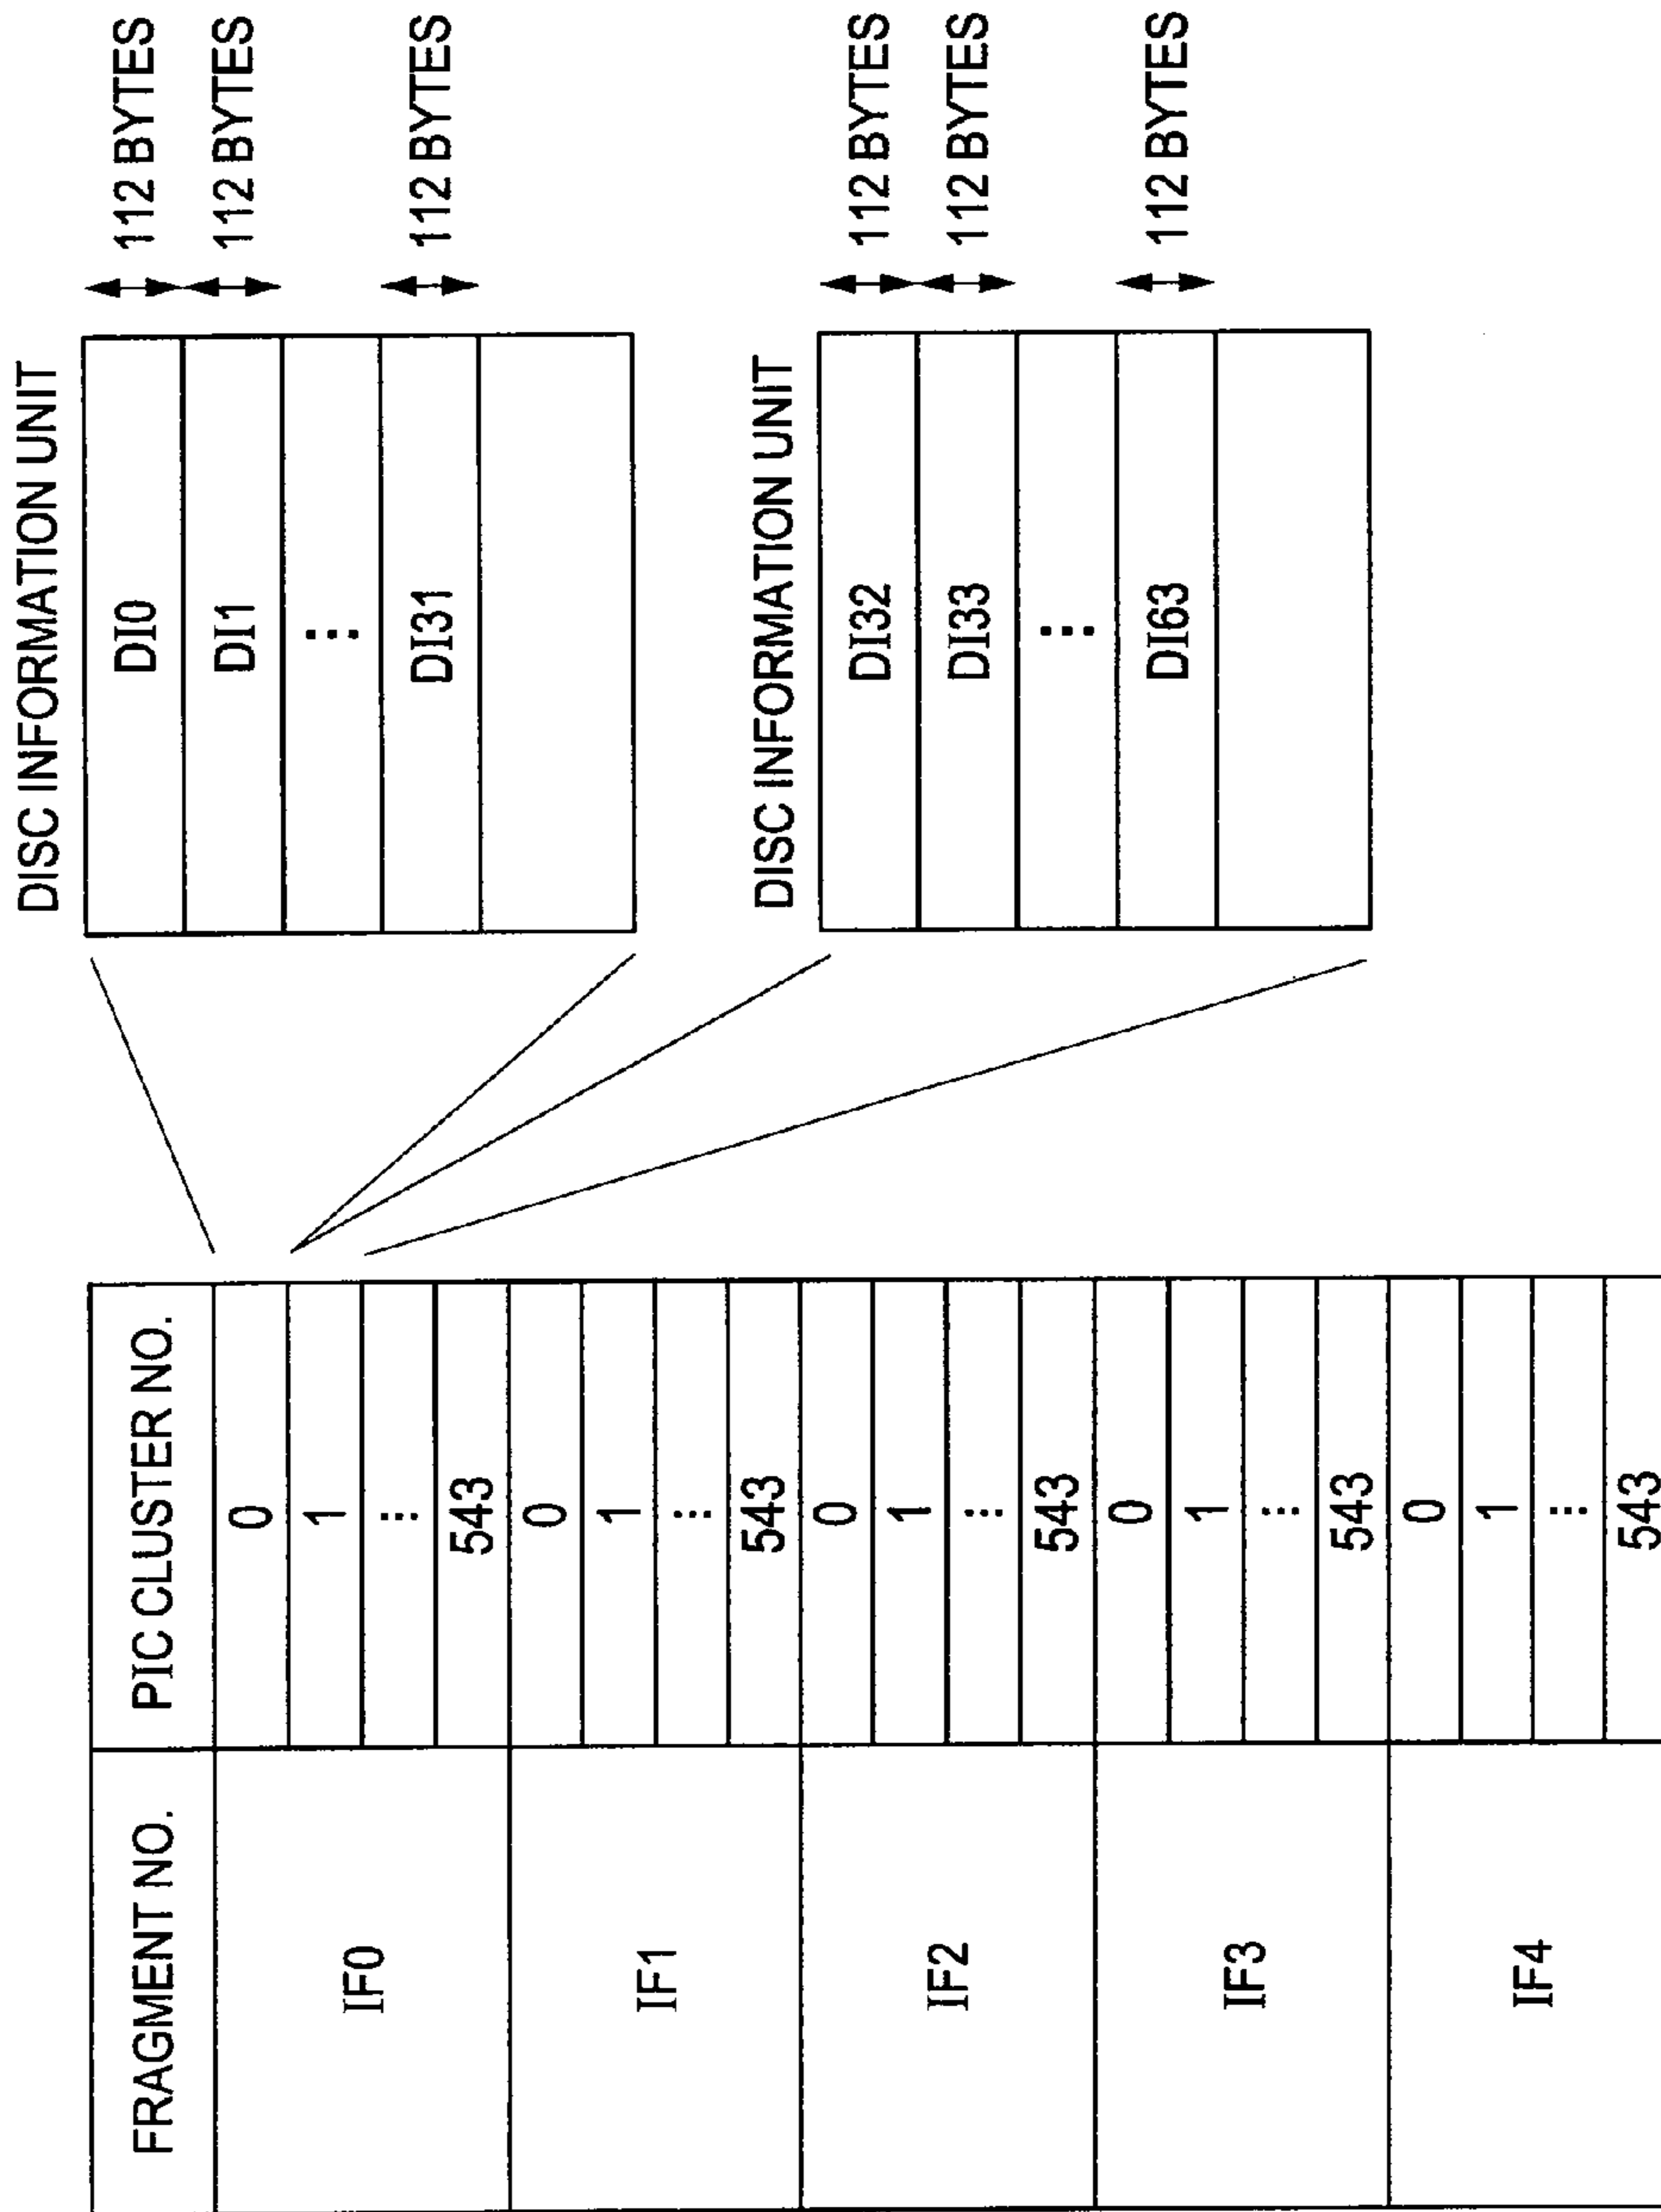 FRAGMENT NO. PIC CLUSTER NO.
IF0
0
1
...
543
IF1
0
1
...
543
IF2
0
1
...
543
IF3
0
1
...
543
IF4
0
1
...
543
DISC INFORMATION UNIT
DI0 112 BYTES
DI1 112 BYTES
...
DI31 112 BYTES
DISC INFORMATION UNIT
DI32 112 BYTES
DI33 112 BYTES
...
DI63 112 BYTES